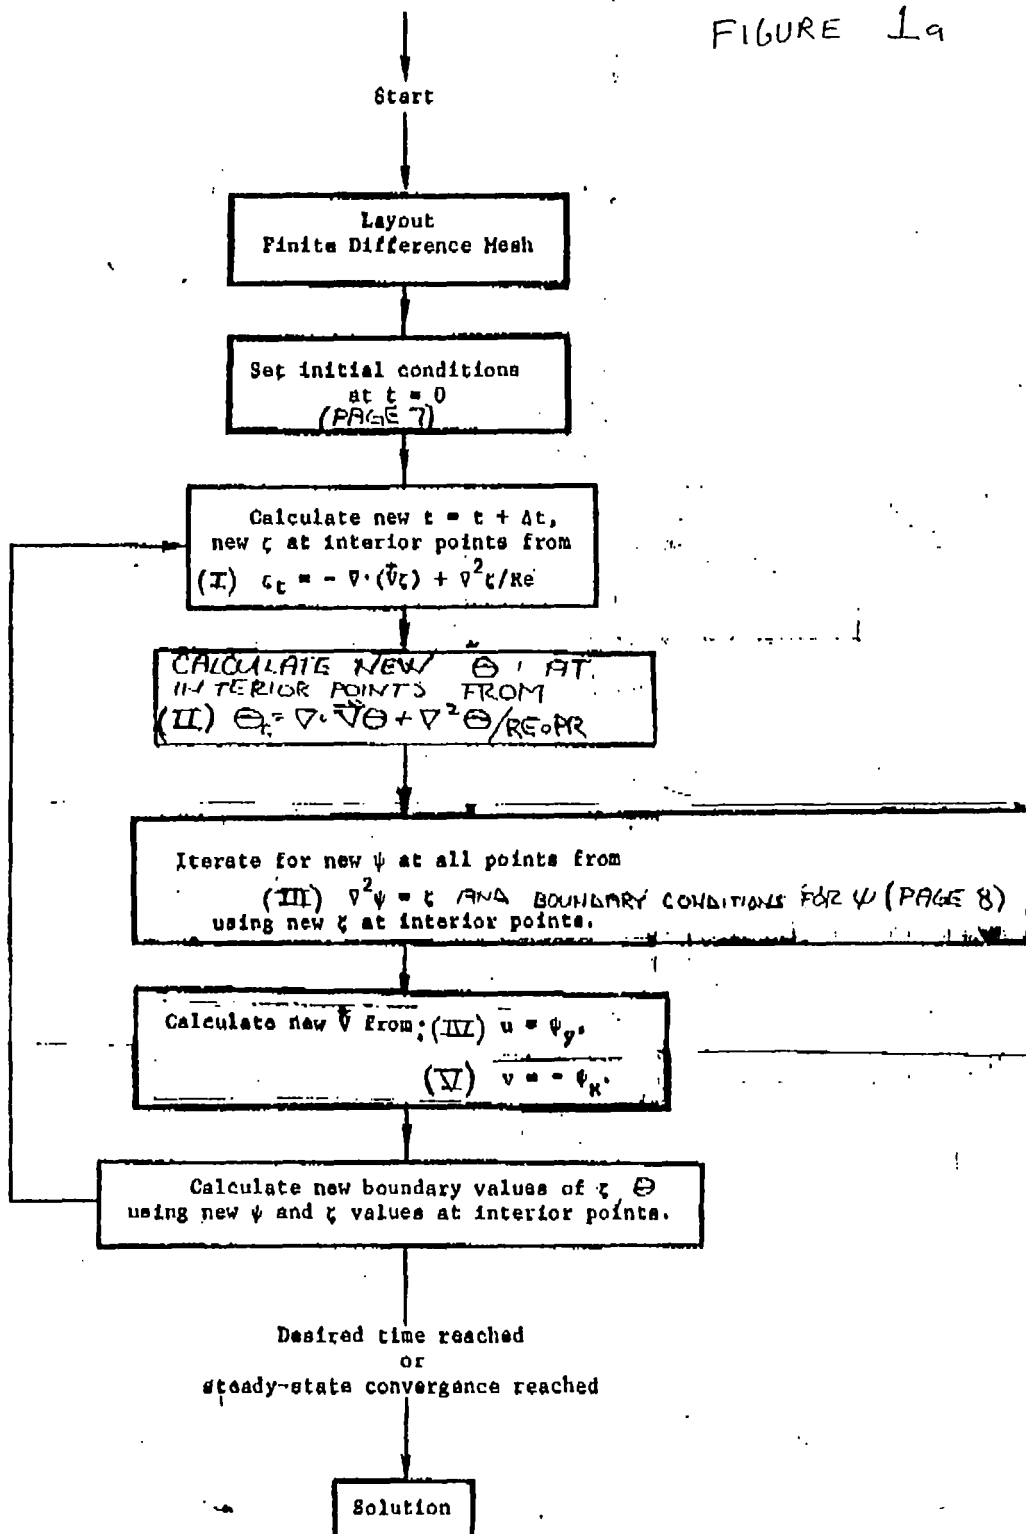 FIGURE 1a
Start
Layout
Finite Difference Mesh
Set initial conditions
at t = 0
(PAGE 7)
Calculate new t = t + Δt,
new ζ at interior points from
(I) ζ_t = - ∇·(V⃗ζ) + ∇²ζ/Re
CALCULATE NEW Θ AT
INTERIOR POINTS FROM
(II) Θ_t = ∇·V⃗Θ + ∇²Θ/RE∘PR
Iterate for new ψ at all points from
(III) ∇²ψ = ζ AND BOUNDARY CONDITIONS FOR ψ (PAGE 8)
using new ζ at interior points.
Calculate new V⃗ from: (IV) u = ψ_y.
(V) v = - ψ_x.
Calculate new boundary values of ζ, Θ
using new ψ and ζ values at interior points.
Desired time reached
or
steady-state convergence reached
Solution